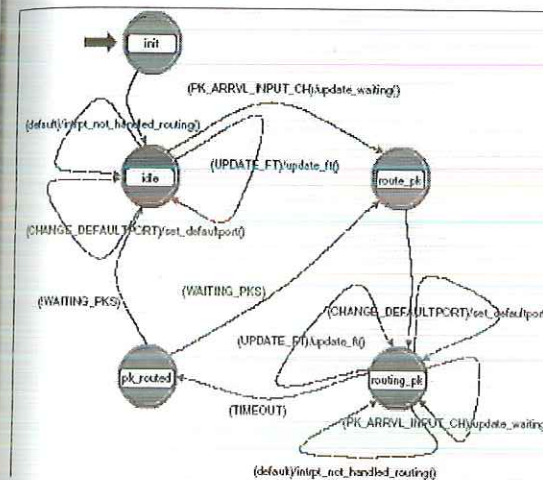 init
(PK_ARRVL_INPUT_CH)/update_waiting()
(default)/intrpt_not_handled_routing()
(UPDATE_FT)/update_ft()
idle
route_pk
(CHANGE_DEFAULTPORT)/set_defaultport()
(!WAITING_PKS)
(WAITING_PKS)
(CHANGE_DEFAULTPORT)/set_defaultport
(UPDATE_FT)/update_ft()
pk_routed
routing_pk
(TIMEOUT)
(PK_ARRVL_INPUT_CH)/update_waiting
(default)/intrpt_not_handled_routing()